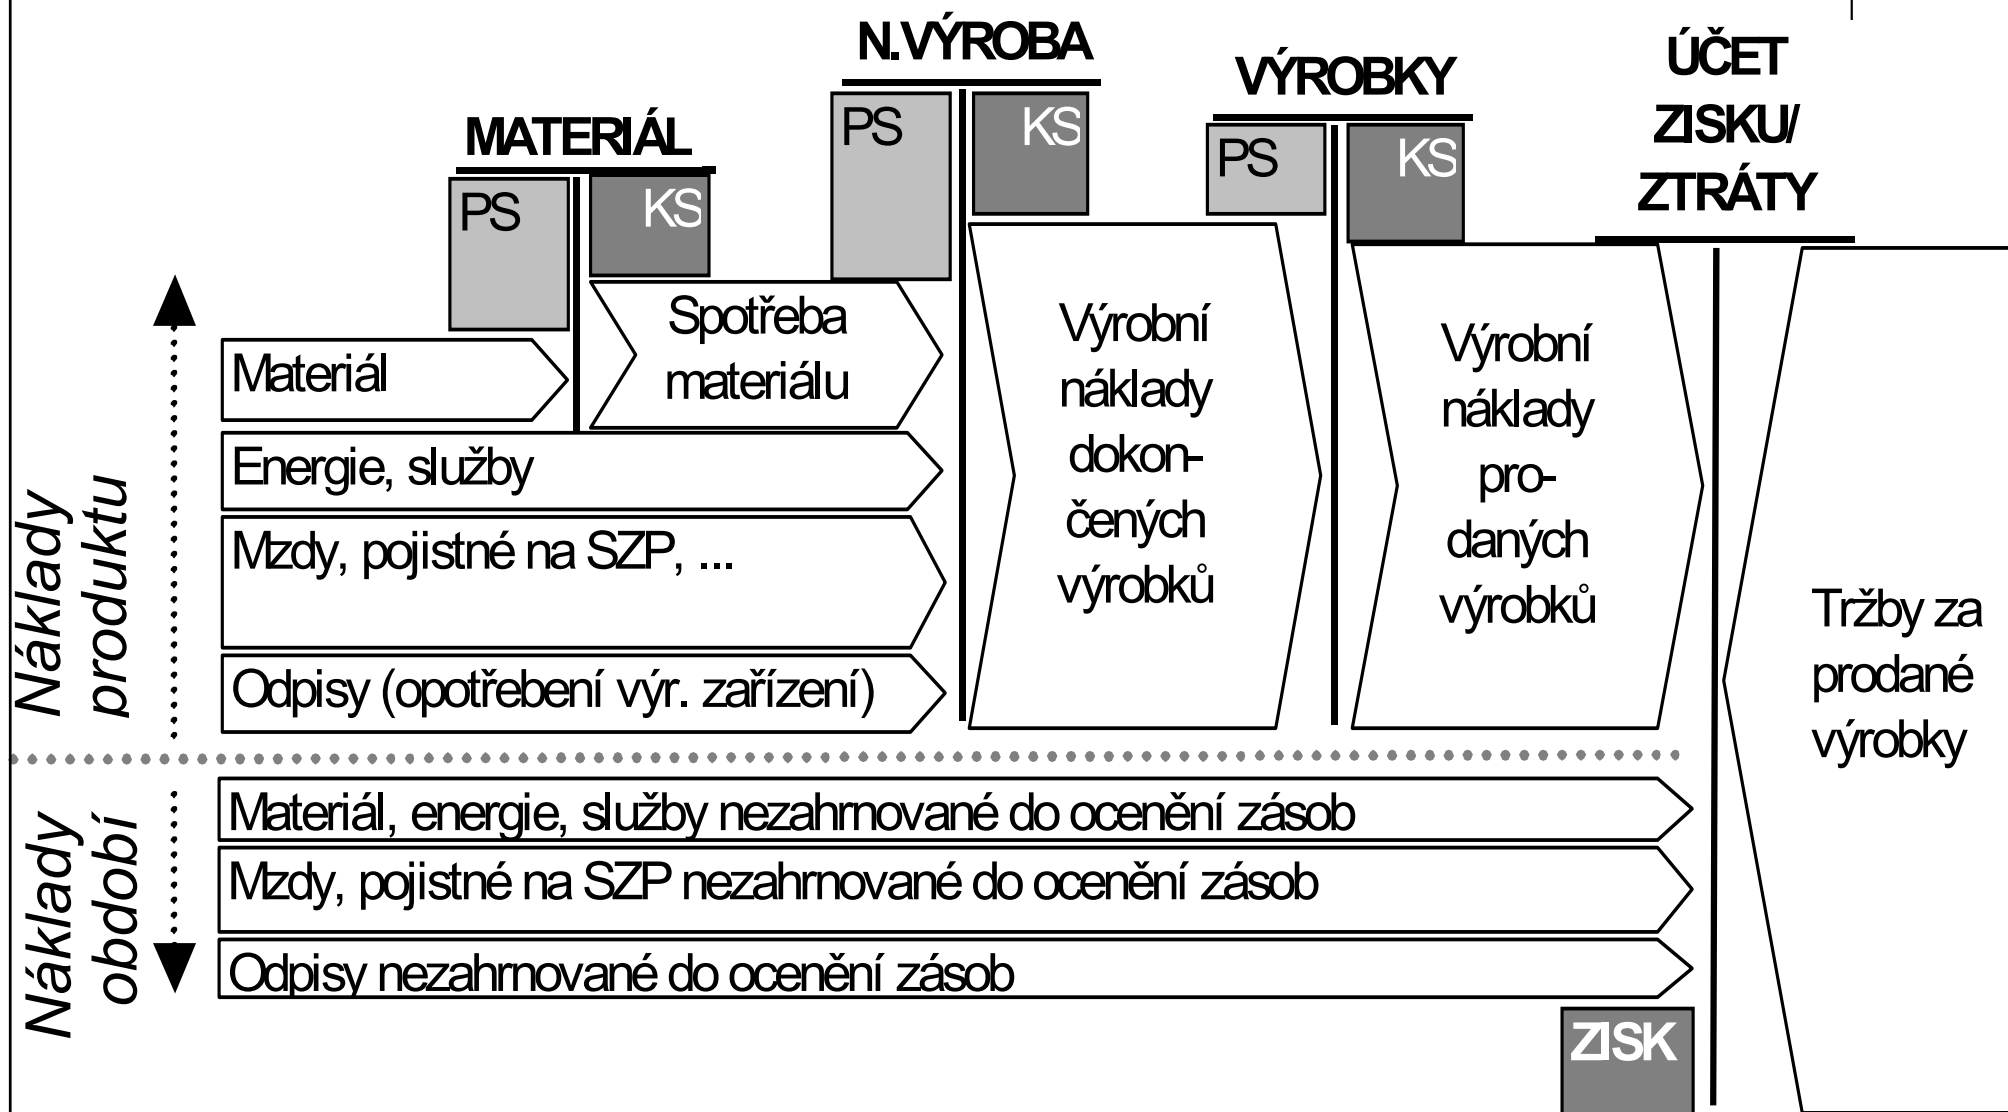 N.VÝROBA
VÝROBKY
ÚČET
ZISKU/
ZTRÁTY
MATERIÁL
PS
KS
PS
KS
PS
KS
Náklady
produktu
Materiál
Spotřeba
materiálu
Energie, služby
Mzdy, pojistné na SZP, ...
Odpisy (opotřebení výr. zařízení)
Výrobní
náklady
dokon-
čených
výrobků
Výrobní
náklady
pro-
daných
výrobků
Tržby za
prodané
výrobky
Náklady
období
Materiál, energie, služby nezahrnované do ocenění zásob
Mzdy, pojistné na SZP nezahrnované do ocenění zásob
Odpisy nezahrnované do ocenění zásob
ZISK